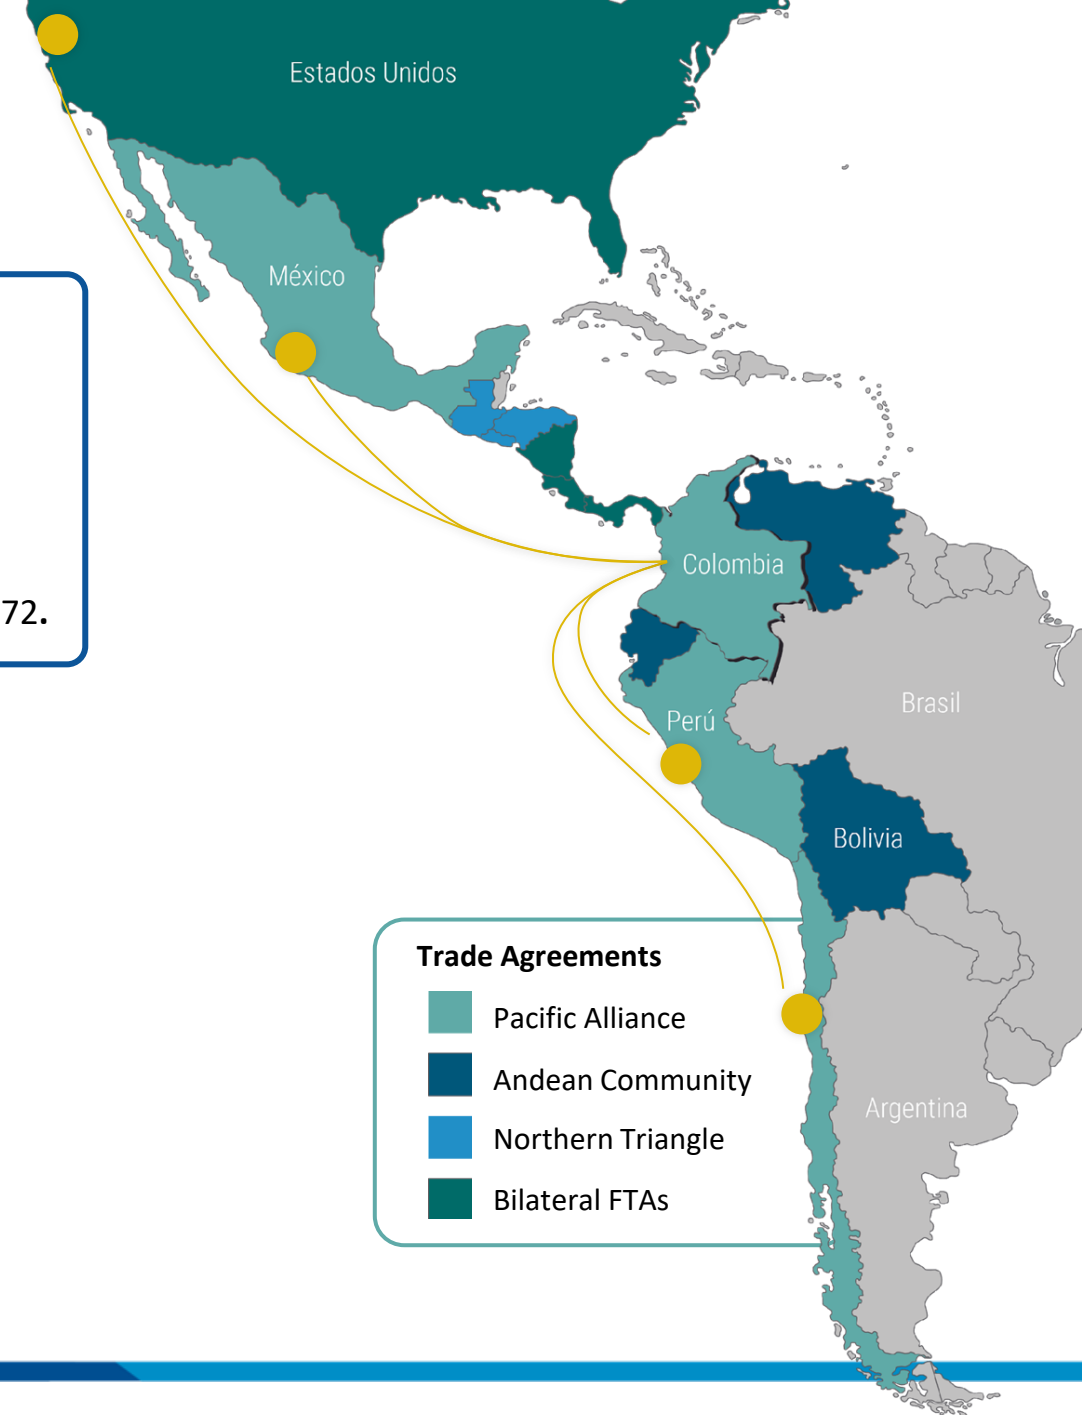 Estados Unidos
México
72.
Colombia
Brasil
Perú
Bolivia
Trade Agreements
Pacific Alliance
Andean Community
Northern Triangle
Bilateral FTAs
Argentina